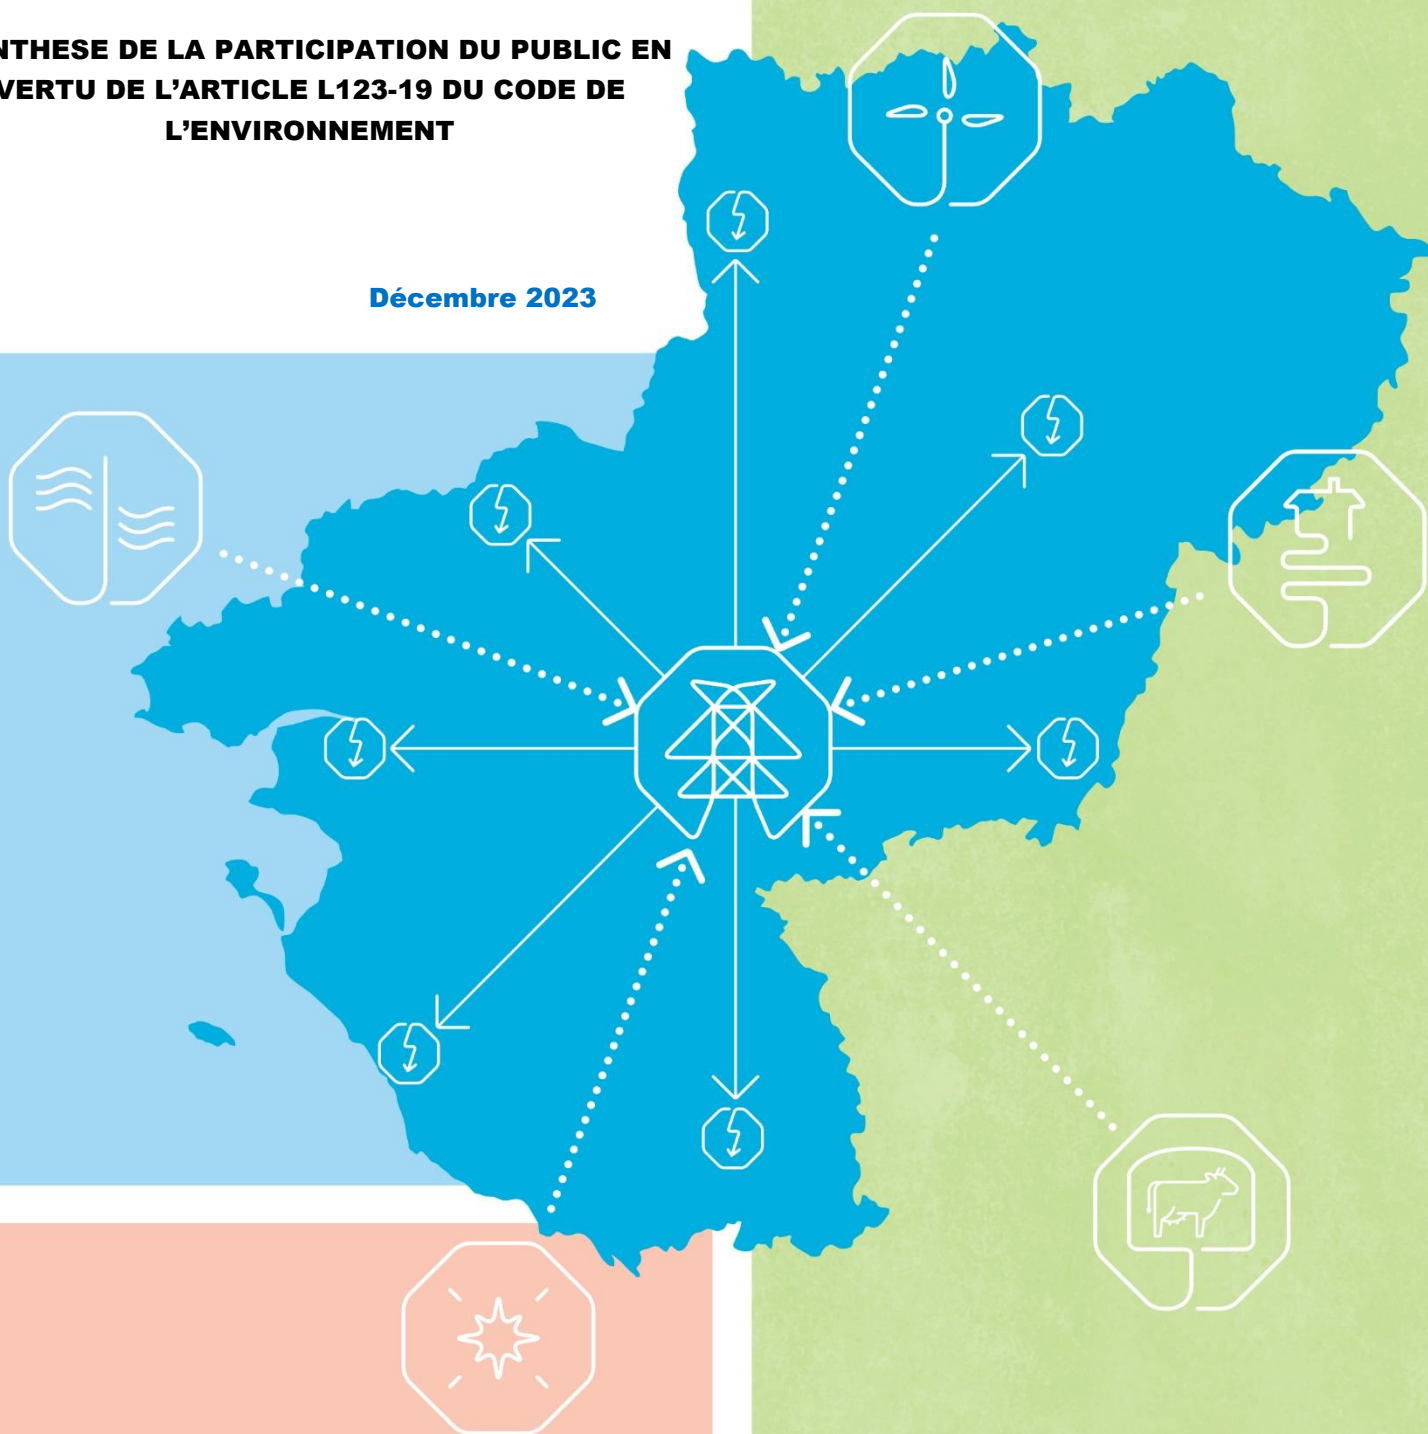 NTHESE DE LA PARTICIPATION DU PUBLIC EN
VERTU DE L’ARTICLE L123-19 DU CODE DE
L’ENVIRONNEMENT
Décembre 2023